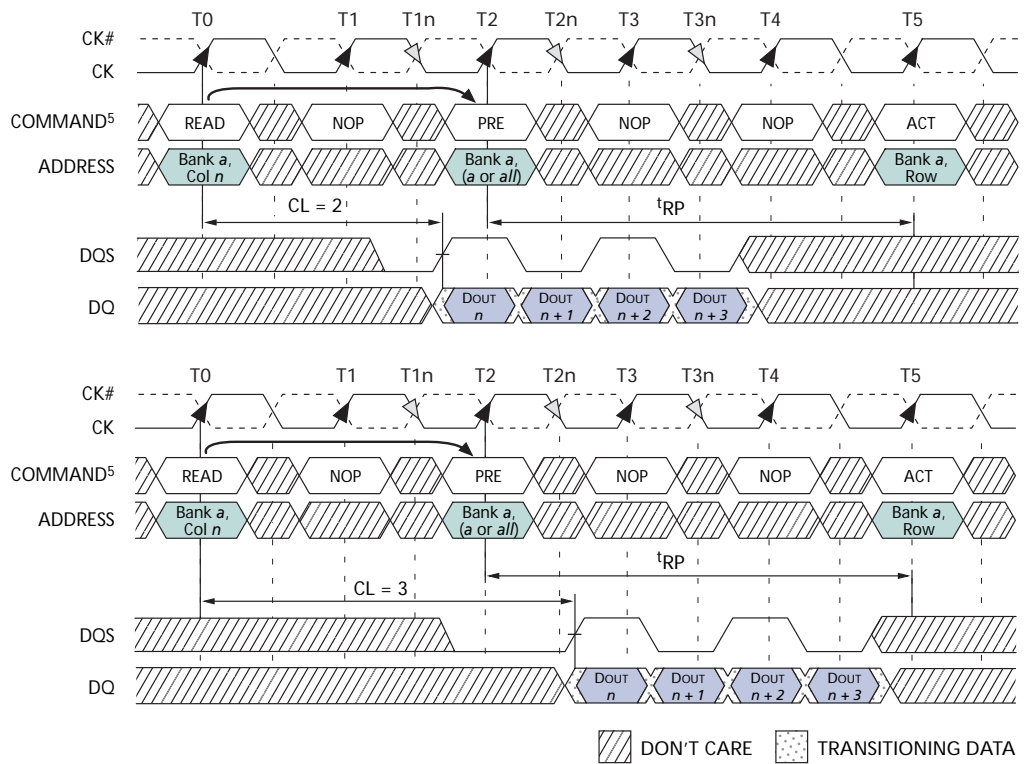 T0 T1 T1n T2 T2n T3 T3n T4 T5
CK#
CK
COMMAND⁵ READ NOP PRE NOP NOP ACT
ADDRESS Bank a, Col n Bank a, (a or all) Bank a, Row
CL = 2 tRP
DQS
DQ DOUT n DOUT n + 1 DOUT n + 2 DOUT n + 3
T0 T1 T1n T2 T2n T3 T3n T4 T5
CK#
CK
COMMAND⁵ READ NOP PRE NOP NOP ACT
ADDRESS Bank a, Col n Bank a, (a or all) Bank a, Row
tRP
CL = 3
DQS
DQ DOUT n DOUT n + 1 DOUT n + 2 DOUT n + 3
DON'T CARE TRANSITIONING DATA